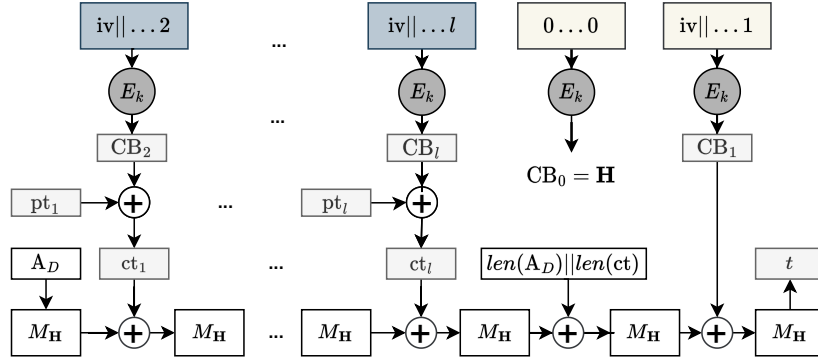 iv|| … 2 ... iv|| … l 0 … 0 iv|| … 1
E_k E_k E_k E_k
...
CB_2 CB_l CB_1
CB_0 = H
pt_1 + ... pt_l +
A_D ct_1 ... ct_l len(A_D)||len(ct) t
M_H + M_H ... M_H + M_H + M_H + M_H